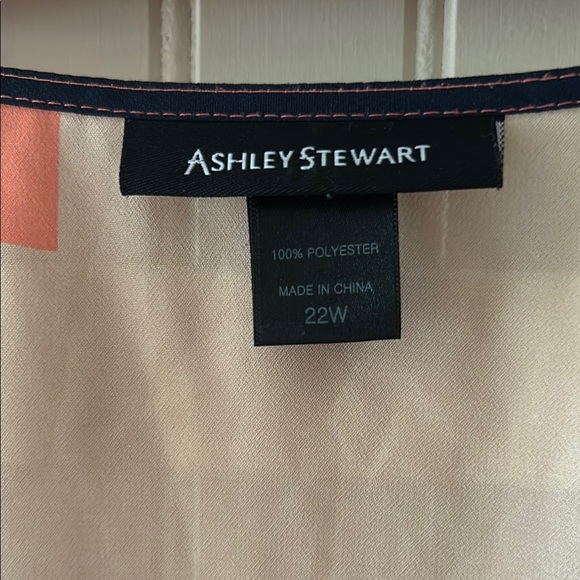 ASHLEY STEWART
100% POLYESTER
MADE IN CHINA
22W